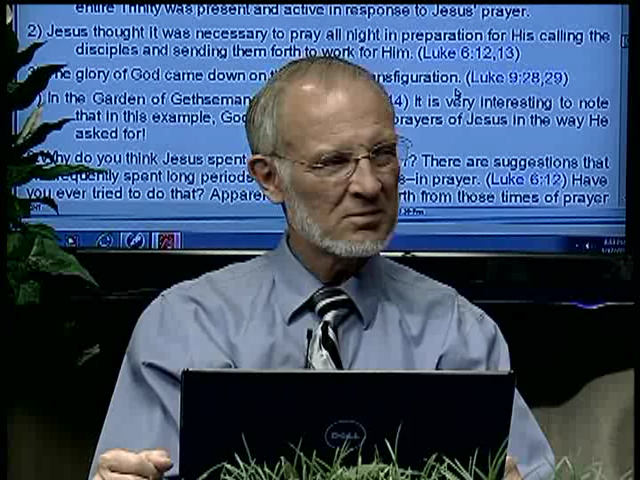 entire Trinity was present and active in response to Jesus' prayer.
2) Jesus thought it was necessary to pray all night in preparation for His calling the
disciples and sending them forth to work for Him. (Luke 6:12,13)
he glory of God came down on nsfiguration. (Luke 9:28,29)
) In the Garden of Gethseman 14) It is very interesting to note
that in this example, Go prayers of Jesus in the way He
asked for!
Why do you think Jesus spent ? There are suggestions that
equently spent long periods s–in prayer. (Luke 6:12) Have
you ever tried to do that? Appare rth from those times of prayer
DELL